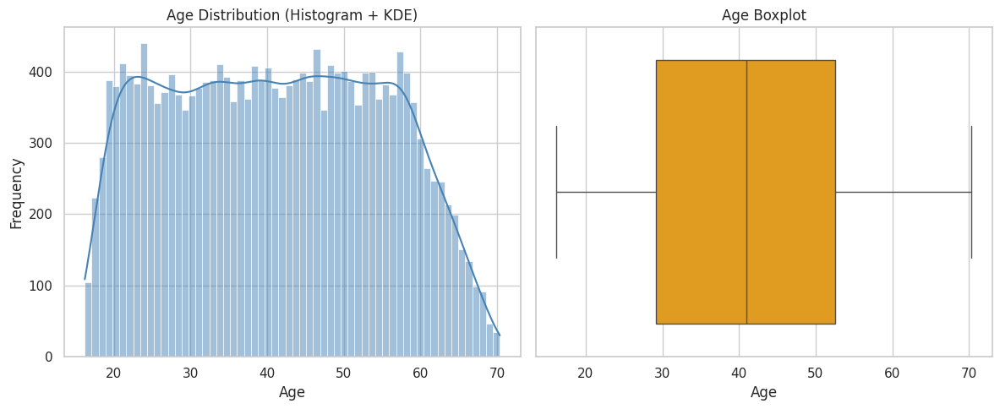 Age Distribution (Histogram + KDE)
Frequency
400
300
200
100
0
20 30 40 50 60 70
Age
Age Boxplot
20 30 40 50 60 70
Age